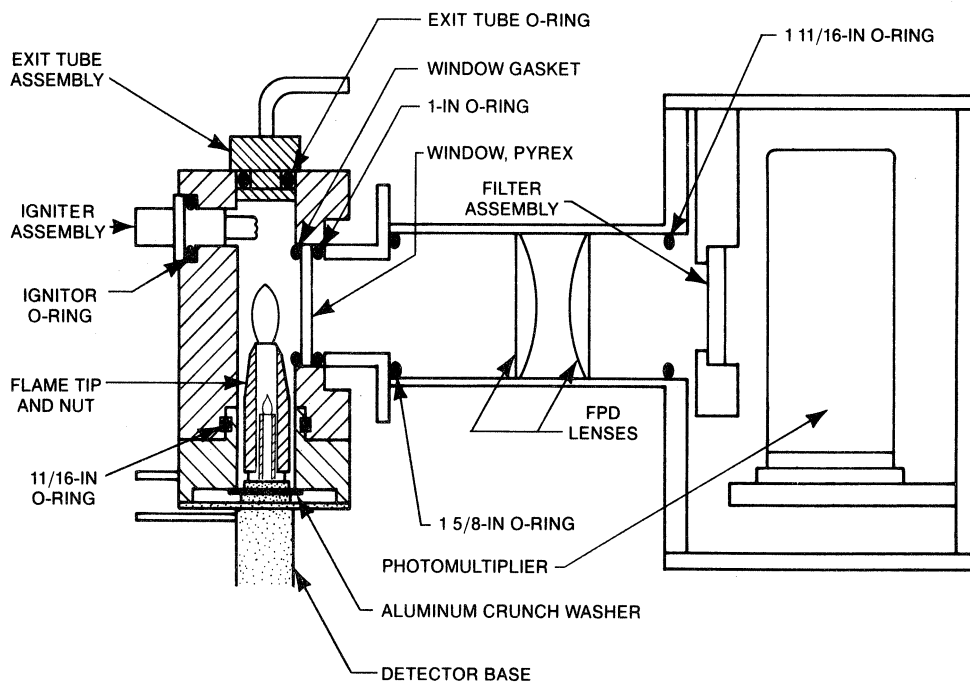 EXIT TUBE O-RING
1 11/16-IN O-RING
EXIT TUBE
ASSEMBLY
WINDOW GASKET
1-IN O-RING
WINDOW, PYREX
FILTER
ASSEMBLY
IGNITER
ASSEMBLY
IGNITOR
O-RING
FLAME TIP
AND NUT
FPD
LENSES
11/16-IN
O-RING
1 5/8-IN O-RING
PHOTOMULTIPLIER
ALUMINUM CRUNCH WASHER
DETECTOR BASE